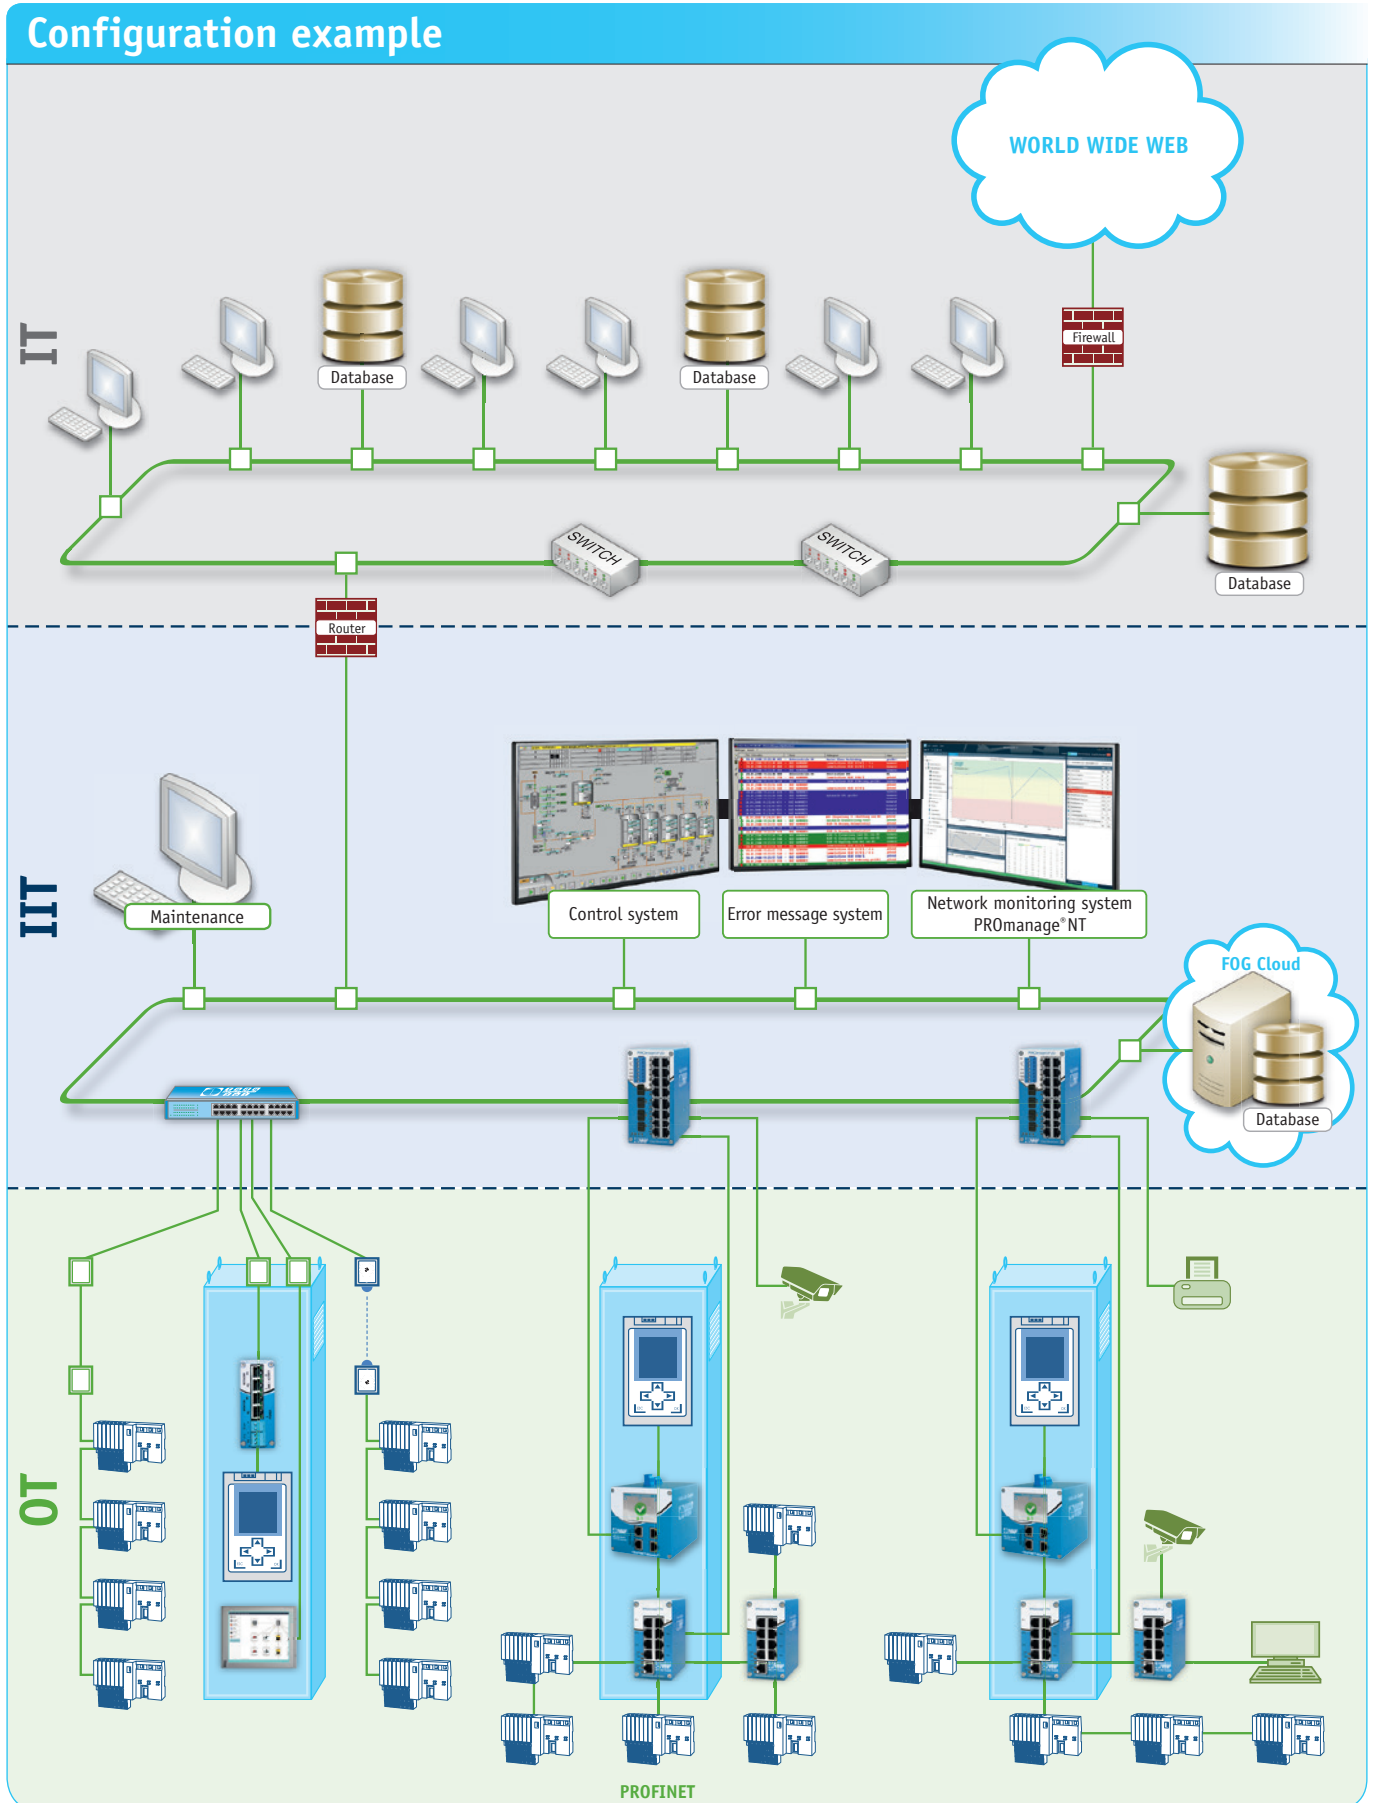 Configuration example
WORLD WIDE WEB
IT
Database
Database
Firewall
SWITCH
SWITCH
Database
Router
IIT
Maintenance
Control system
Error message system
Network monitoring system
PROmanage®NT
FOG Cloud
Database
OT
PROFINET